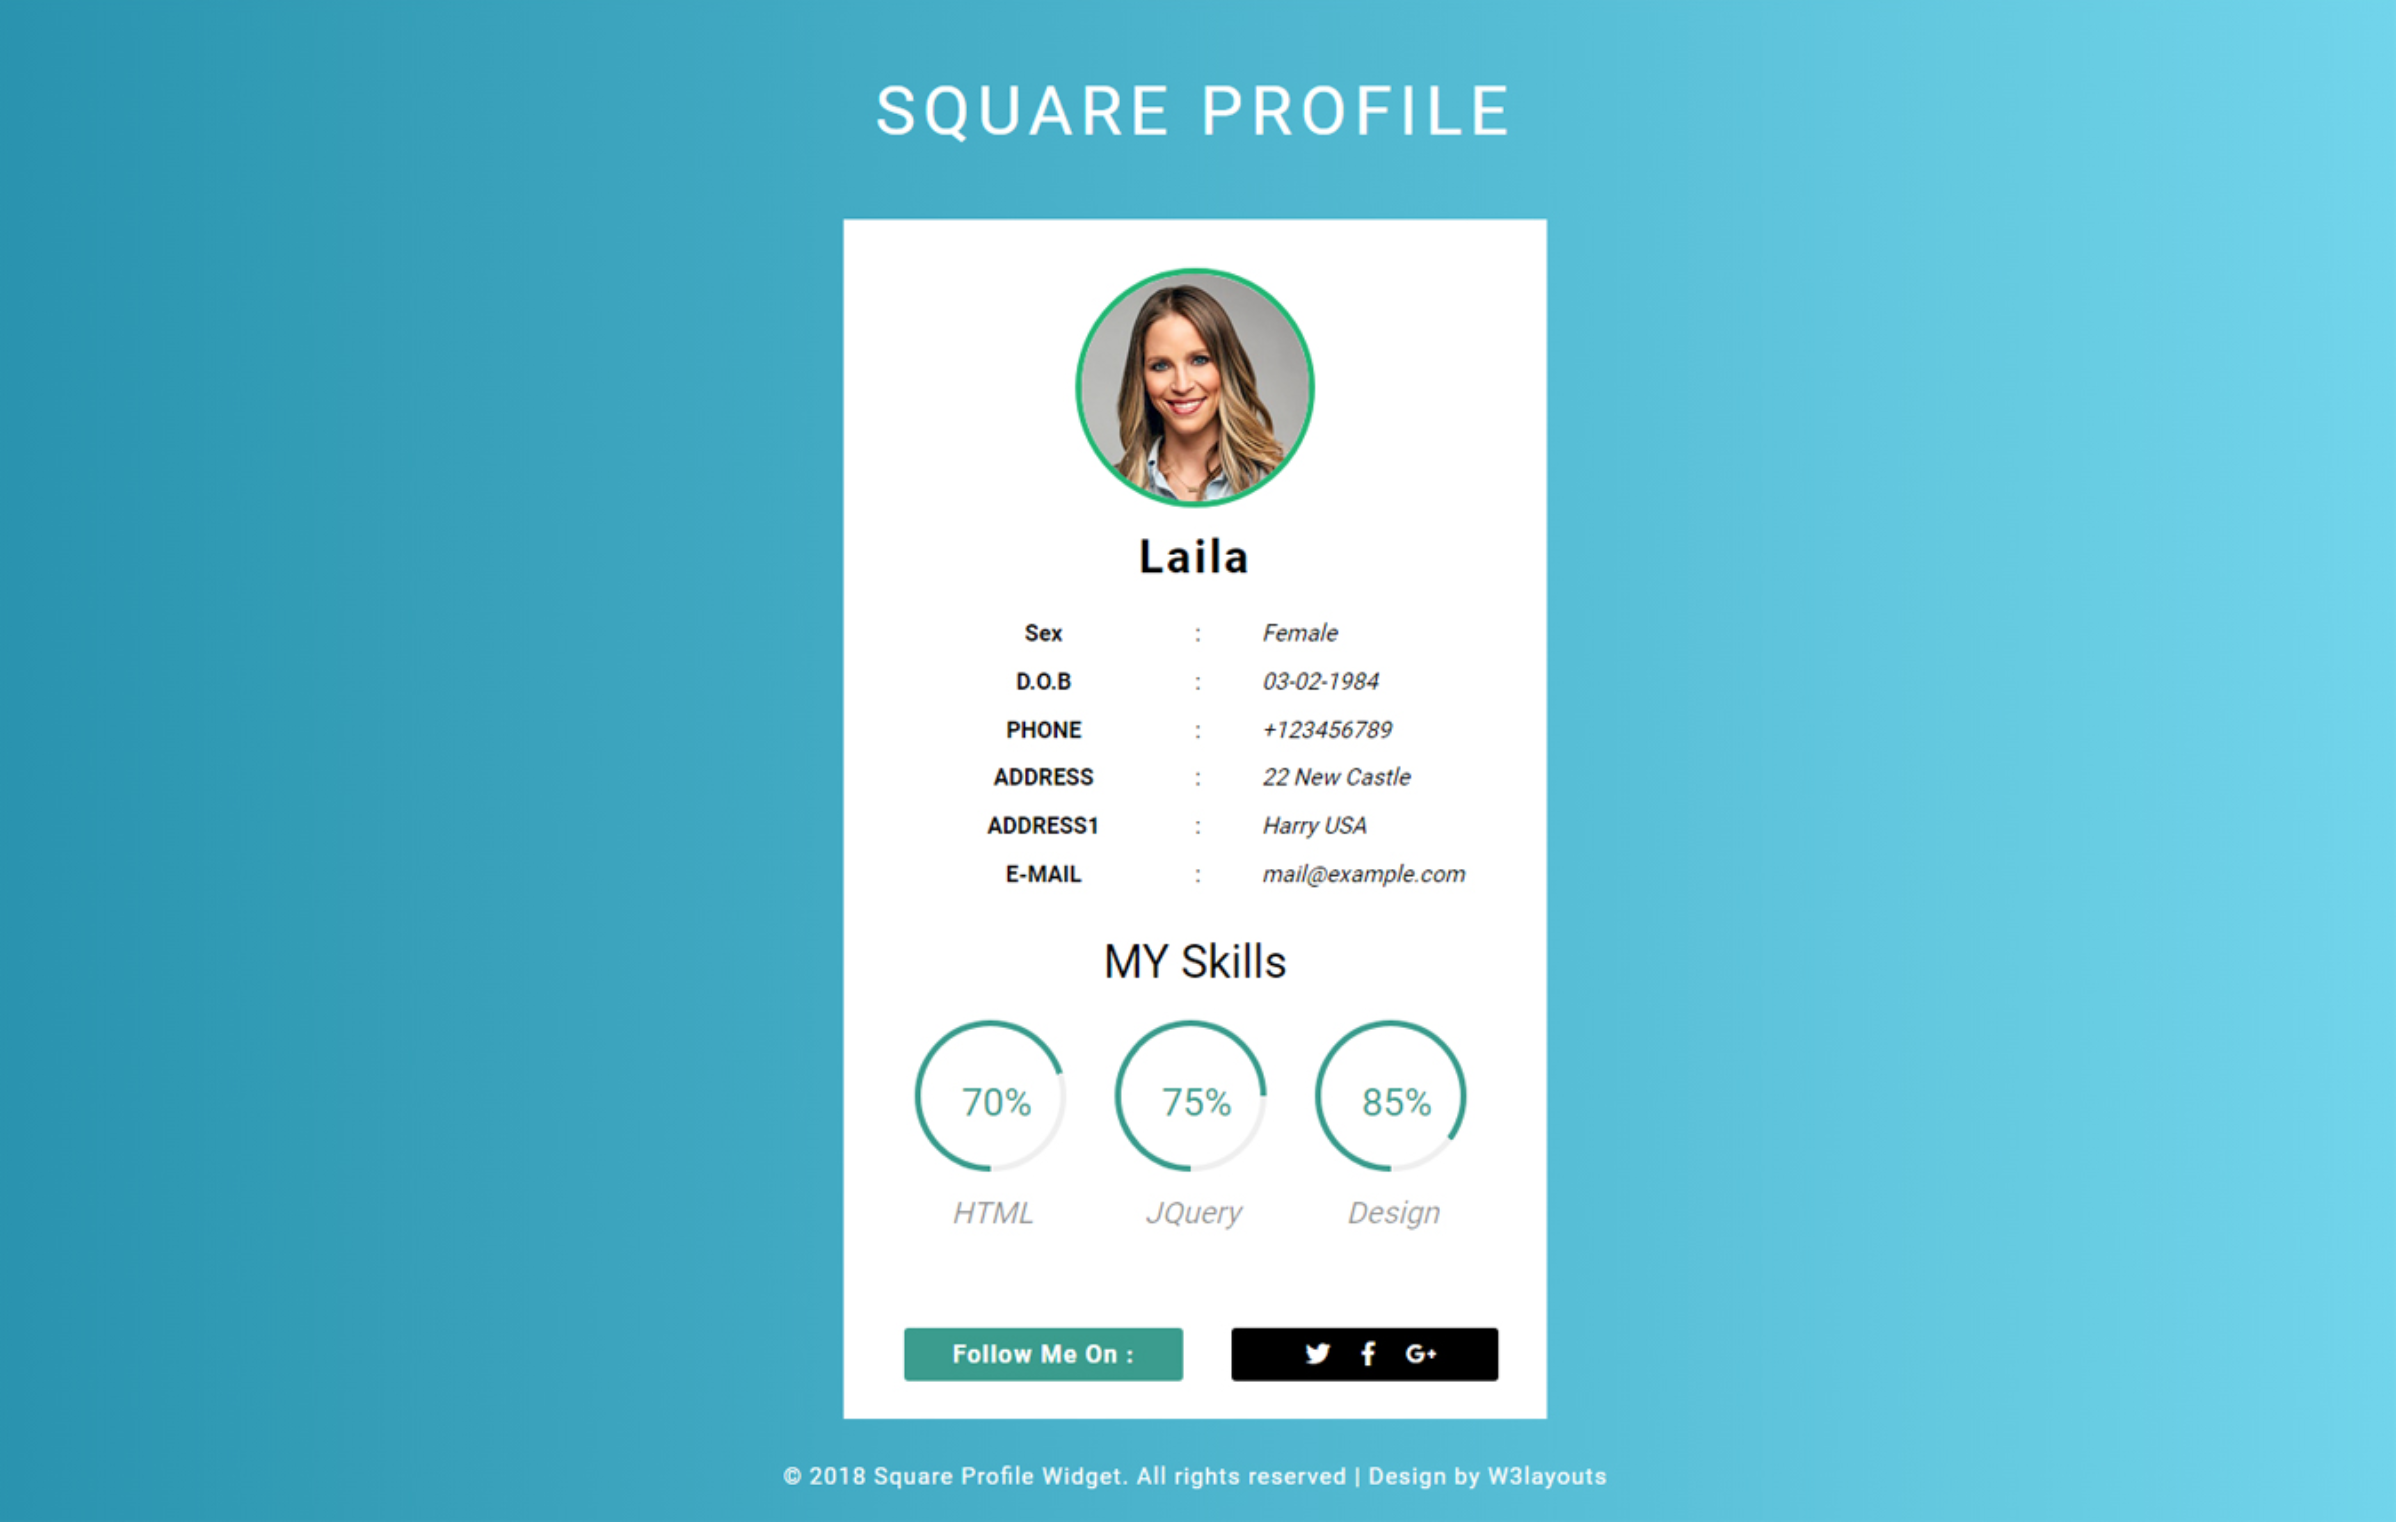 SQUARE PROFILE
Laila
Sex : Female
D.O.B : 03-02-1984
PHONE : +123456789
ADDRESS : 22 New Castle
ADDRESS1 : Harry USA
E-MAIL : mail@example.com
MY Skills
70% 75% 85%
HTML JQuery Design
Follow Me On : G+
© 2018 Square Profile Widget. All rights reserved | Design by W3layouts